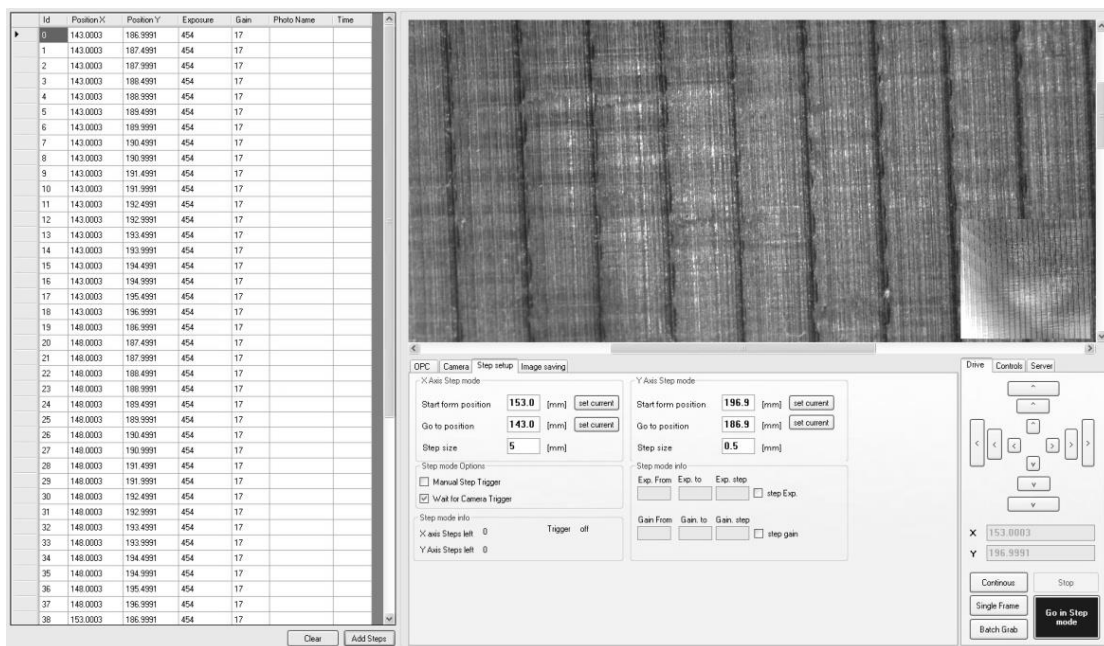 Id Position X Position Y Exposure Gain Photo Name Time
0 143.0003 186.9991 454 17
1 143.0003 187.4991 454 17
2 143.0003 187.9991 454 17
3 143.0003 188.4991 454 17
4 143.0003 188.9991 454 17
5 143.0003 189.4991 454 17
6 143.0003 189.9991 454 17
7 143.0003 190.4991 454 17
8 143.0003 190.9991 454 17
9 143.0003 191.4991 454 17
10 143.0003 191.9991 454 17
11 143.0003 192.4991 454 17
12 143.0003 192.9991 454 17
13 143.0003 193.4991 454 17
14 143.0003 193.9991 454 17
15 143.0003 194.4991 454 17
16 143.0003 194.9991 454 17
17 143.0003 195.4991 454 17
18 143.0003 196.9991 454 17
19 148.0003 186.9991 454 17
20 148.0003 187.4991 454 17
21 148.0003 187.9991 454 17
22 148.0003 188.4991 454 17
23 148.0003 188.9991 454 17
24 148.0003 189.4991 454 17
25 148.0003 189.9991 454 17
26 148.0003 190.4991 454 17
27 148.0003 190.9991 454 17
28 148.0003 191.4991 454 17
29 148.0003 191.9991 454 17
30 148.0003 192.4991 454 17
31 148.0003 192.9991 454 17
32 148.0003 193.4991 454 17
33 148.0003 193.9991 454 17
34 148.0003 194.4991 454 17
35 148.0003 194.9991 454 17
36 148.0003 195.4991 454 17
37 148.0003 196.9991 454 17
38 153.0003 186.9991 454 17
Clear Add Steps
OPC Camera Step setup Image saving
X Axis Step mode
Start form position 153.0 [mm] set current
Go to position 143.0 [mm] set current
Step size 5 [mm]
Step mode Options
Manual Step Trigger
Wait for Camera Trigger
Step mode info
X axis Steps left 0 Trigger off
Y Axis Steps left 0
Y Axis Step mode
Start form position 196.9 [mm] set current
Go to position 186.9 [mm] set current
Step size 0.5 [mm]
Step mode info
Exp. From Exp. to Exp. step
step Exp.
Gain From Gain. to Gain. step
step gain
Drive Controls Server
X 153.0003
Y 196.9991
Continous Stop
Single Frame
Go in Step mode
Batch Grab